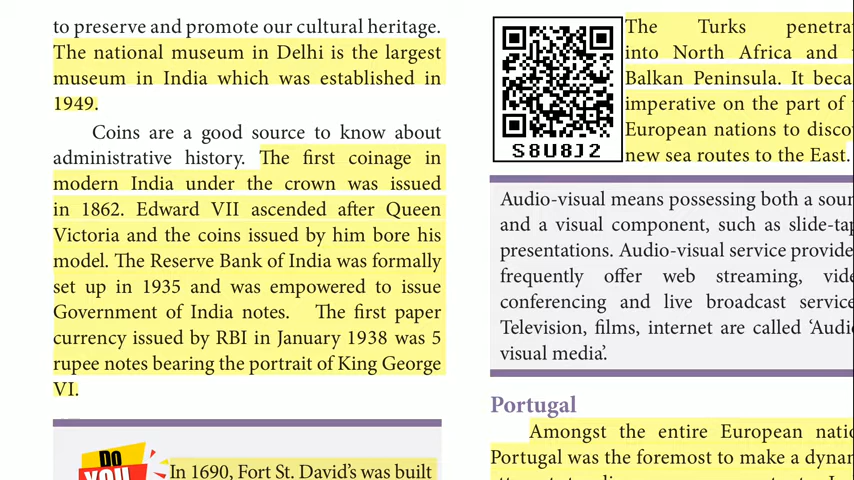 to preserve and promote our cultural heritage.
The national museum in Delhi is the largest
museum in India which was established in
1949.
Coins are a good source to know about
administrative history. The first coinage in
modern India under the crown was issued
in 1862. Edward VII ascended after Queen
Victoria and the coins issued by him bore his
model. The Reserve Bank of India was formally
set up in 1935 and was empowered to issue
Government of India notes. The first paper
currency issued by RBI in January 1938 was 5
rupee notes bearing the portrait of King George
VI.
DO
YOU
In 1690, Fort St. David's was built
S8U8J2
The Turks penetra
into North Africa and
Balkan Peninsula. It beca
imperative on the part of
European nations to disco
new sea routes to the East.
Audio-visual means possessing both a sour
and a visual component, such as slide-tap
presentations. Audio-visual service provide
frequently offer web streaming, vide
conferencing and live broadcast service
Television, films, internet are called 'Audi
visual media'.
Portugal
Amongst the entire European natio
Portugal was the foremost to make a dynan